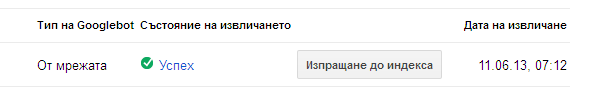 Тип на Googlebot Състояние на извличането Дата на извличане
От мрежата Успех Изпращане до индекса 11.06.13, 07:12